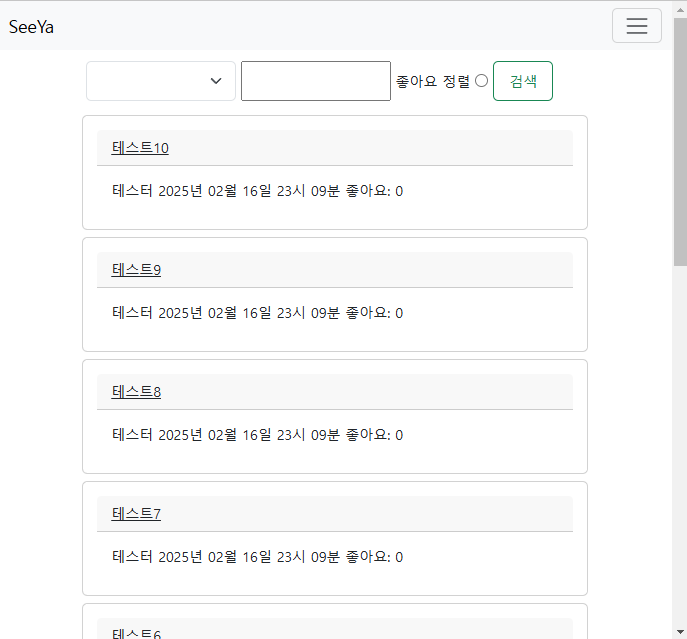 SeeYa
좋아요 정렬 검색
테스트10
테스터 2025년 02월 16일 23시 09분 좋아요: 0
테스트9
테스터 2025년 02월 16일 23시 09분 좋아요: 0
테스트8
테스터 2025년 02월 16일 23시 09분 좋아요: 0
테스트7
테스터 2025년 02월 16일 23시 09분 좋아요: 0
테스트6